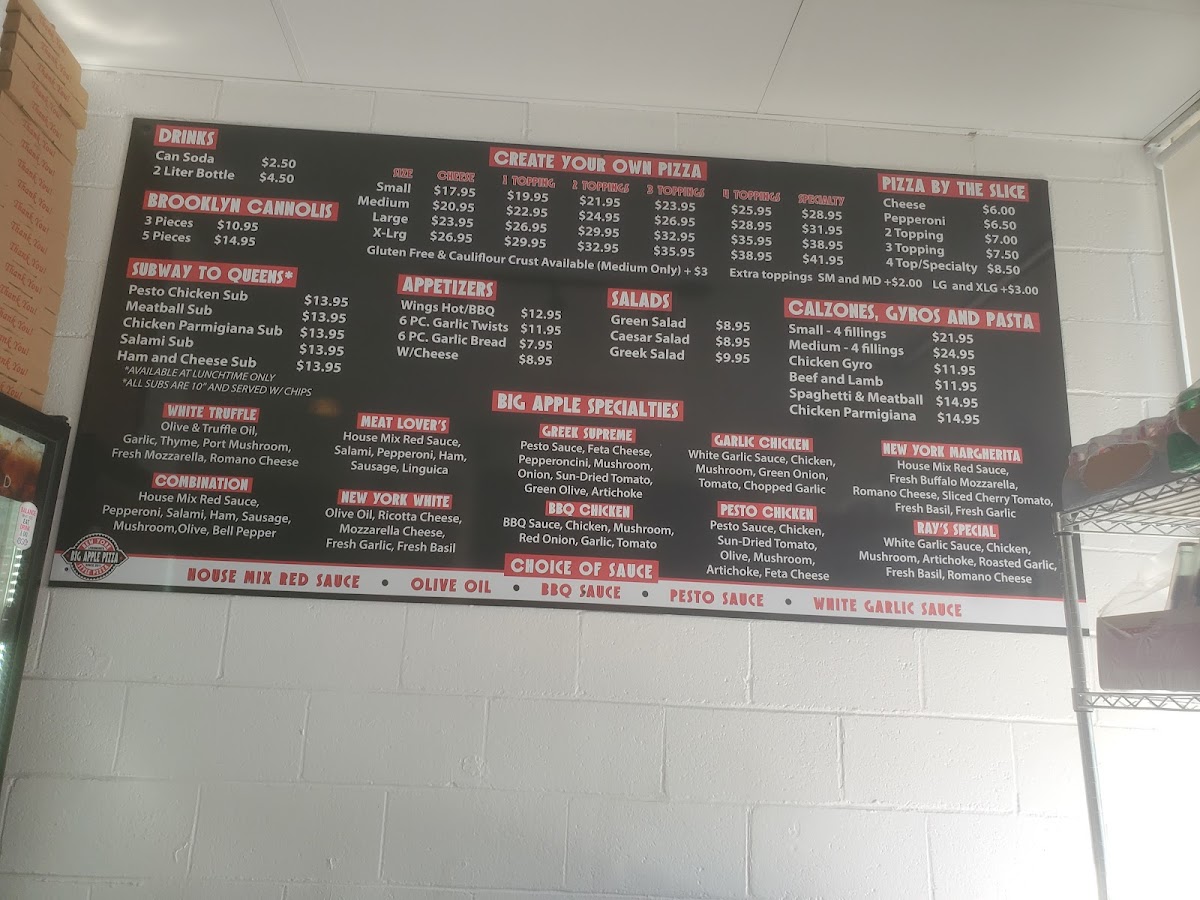 Thank You!
Thank You!
Thank You!
Thank You!
Thank You!
Thank You!
Thank You!
Thank You!
Thank You!
Thank You!
DRINKS
Can Soda $2.50
2 Liter Bottle $4.50
BROOKLYN CANNOLIS
3 Pieces $10.95
5 Pieces $14.95
CREATE YOUR OWN PIZZA
SIZE CHEESE 1 TOPPING 2 TOPPINGS 3 TOPPINGS 4 TOPPINGS SPECIALTY
Small $17.95 $19.95 $21.95 $23.95 $25.95 $28.95
Medium $20.95 $22.95 $24.95 $26.95 $28.95 $31.95
Large $23.95 $26.95 $29.95 $32.95 $35.95 $38.95
X-Lrg $26.95 $29.95 $32.95 $35.95 $38.95 $41.95
Gluten Free & Cauliflour Crust Available (Medium Only) + $3
Extra toppings SM and MD +$2.00 LG and XLG +$3.00
PIZZA BY THE SLICE
Cheese $6.00
Pepperoni $6.50
2 Topping $7.00
3 Topping $7.50
4 Top/Specialty $8.50
SUBWAY TO QUEENS*
Pesto Chicken Sub $13.95
Meatball Sub $13.95
Chicken Parmigiana Sub $13.95
Salami Sub $13.95
Ham and Cheese Sub $13.95
*AVAILABLE AT LUNCHTIME ONLY
*ALL SUBS ARE 10" AND SERVED W/ CHIPS
APPETIZERS
Wings Hot/BBQ $12.95
6 PC. Garlic Twists $11.95
6 PC. Garlic Bread $7.95
W/Cheese $8.95
SALADS
Green Salad $8.95
Caesar Salad $8.95
Greek Salad $9.95
CALZONES, GYROS AND PASTA
Small - 4 fillings $21.95
Medium - 4 fillings $24.95
Chicken Gyro $11.95
Beef and Lamb $11.95
Spaghetti & Meatball $14.95
Chicken Parmigiana $14.95
BIG APPLE SPECIALTIES
WHITE TRUFFLE
Olive & Truffle Oil,
Garlic, Thyme, Port Mushroom,
Fresh Mozzarella, Romano Cheese
MEAT LOVER'S
House Mix Red Sauce,
Salami, Pepperoni, Ham,
Sausage, Linguica
GREEK SUPREME
Pesto Sauce, Feta Cheese,
Pepperoncini, Mushroom,
Onion, Sun-Dried Tomato,
Green Olive, Artichoke
GARLIC CHICKEN
White Garlic Sauce, Chicken,
Mushroom, Green Onion,
Tomato, Chopped Garlic
NEW YORK MARGHERITA
House Mix Red Sauce,
Fresh Buffalo Mozzarella,
Romano Cheese, Sliced Cherry Tomato,
Fresh Basil, Fresh Garlic
COMBINATION
House Mix Red Sauce,
Pepperoni, Salami, Ham, Sausage,
Mushroom,Olive, Bell Pepper
NEW YORK WHITE
Olive Oil, Ricotta Cheese,
Mozzarella Cheese,
Fresh Garlic, Fresh Basil
BBQ CHICKEN
BBQ Sauce, Chicken, Mushroom,
Red Onion, Garlic, Tomato
PESTO CHICKEN
Pesto Sauce, Chicken,
Sun-Dried Tomato,
Olive, Mushroom,
Artichoke, Feta Cheese
RAY'S SPECIAL
White Garlic Sauce, Chicken,
Mushroom, Artichoke, Roasted Garlic,
Fresh Basil, Romano Cheese
BIG APPLE PIZZA
CHOICE OF SAUCE
HOUSE MIX RED SAUCE • OLIVE OIL • BBQ SAUCE • PESTO SAUCE • WHITE GARLIC SAUCE